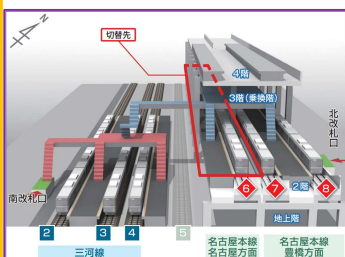 N
切替先
4階
3階(乗換階)
北改札口
南改札口
6
7
2階
8
地上階
2
3
4
5
三河線
名古屋本線
名古屋方面
名古屋本線
豊橋方面